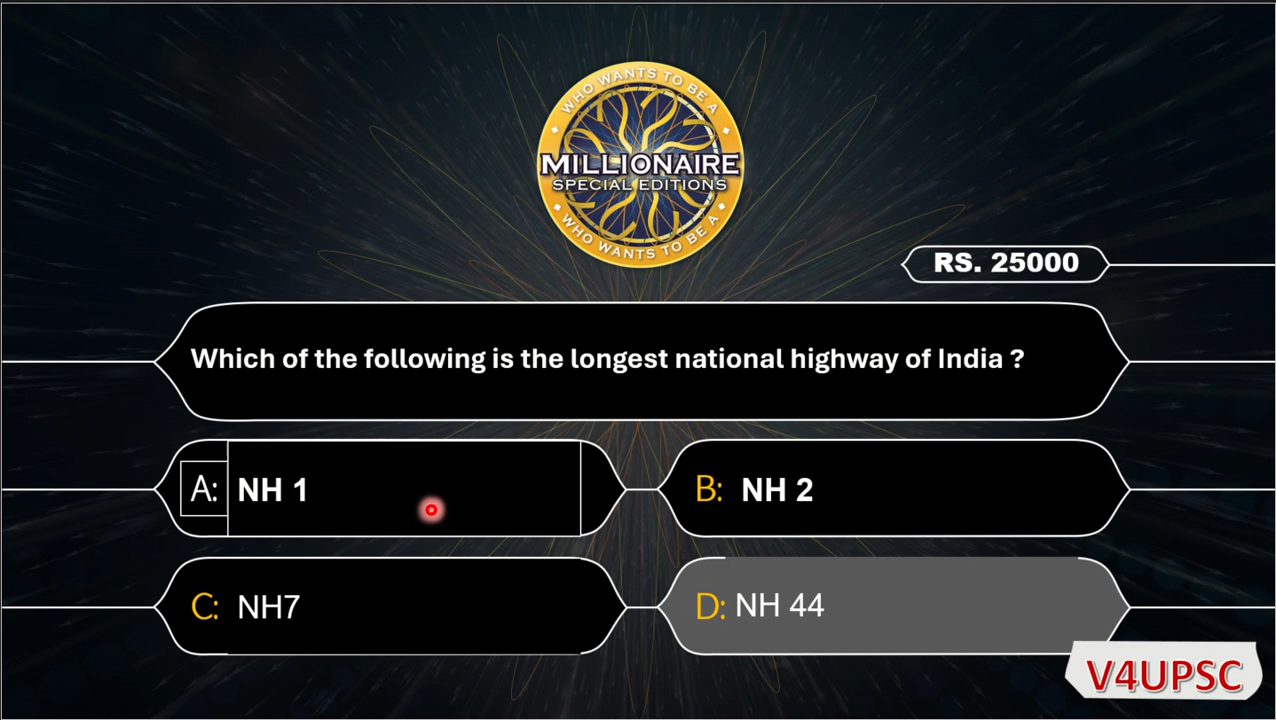 WHO WANTS TO BE A
MILLIONAIRE
SPECIAL EDITIONS
WHO WANTS TO BE A
RS. 25000
Which of the following is the longest national highway of India ?
A: NH 1
B: NH 2
C: NH7
D: NH 44
V4UPSC